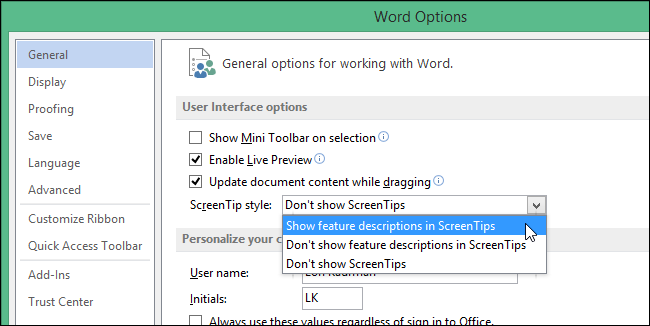 Word Options
General
Display
Proofing
Save
Language
Advanced
Customize Ribbon
Quick Access Toolbar
Add-Ins
Trust Center
General options for working with Word.
User Interface options
Show Mini Toolbar on selection
Enable Live Preview
Update document content while dragging
ScreenTip style: Don't show ScreenTips
Show feature descriptions in ScreenTips
Don't show feature descriptions in ScreenTips
Don't show ScreenTips
Personalize your
User name:
Initials: LK
Always use these values regardless of sign in to Office.